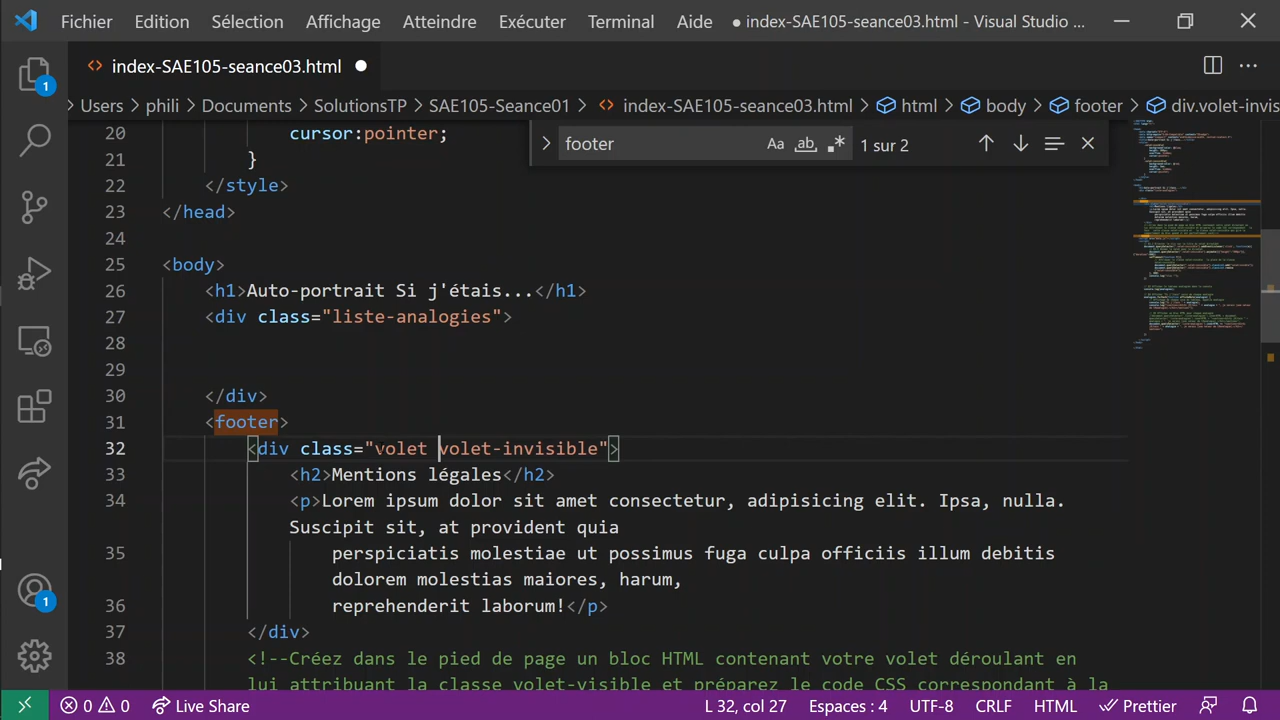 Fichier Edition Sélection Affichage Atteindre Exécuter Terminal Aide ● index-SAE105-seance03.html - Visual Studio ...
<> index-SAE105-seance03.html ●
> Users > phili > Documents > SolutionsTP > SAE105-Seance01 > <> index-SAE105-seance03.html > html > body > footer > div.volet-invis
footer Aa ab 1 sur 2
20 cursor:pointer;
21 }
22 </style>
23 </head>
24
25 <body>
26 <h1>Auto-portrait Si j'étais...</h1>
27 <div class="liste-analogies">
28
29
30 </div>
31 <footer>
32 <div class="volet volet-invisible">
33 <h2>Mentions légales</h2>
34 <p>Lorem ipsum dolor sit amet consectetur, adipisicing elit. Ipsa, nulla.
Suscipit sit, at provident quia
35 perspiciatis molestiae ut possimus fuga culpa officiis illum debitis
dolorem molestias maiores, harum,
36 reprehenderit laborum!</p>
37 </div>
38 <!--Créez dans le pied de page un bloc HTML contenant votre volet déroulant en
lui attribuant la classe volet-visible et préparez le code CSS correspondant à la
1
1
0 0 Live Share L 32, col 27 Espaces : 4 UTF-8 CRLF HTML Prettier